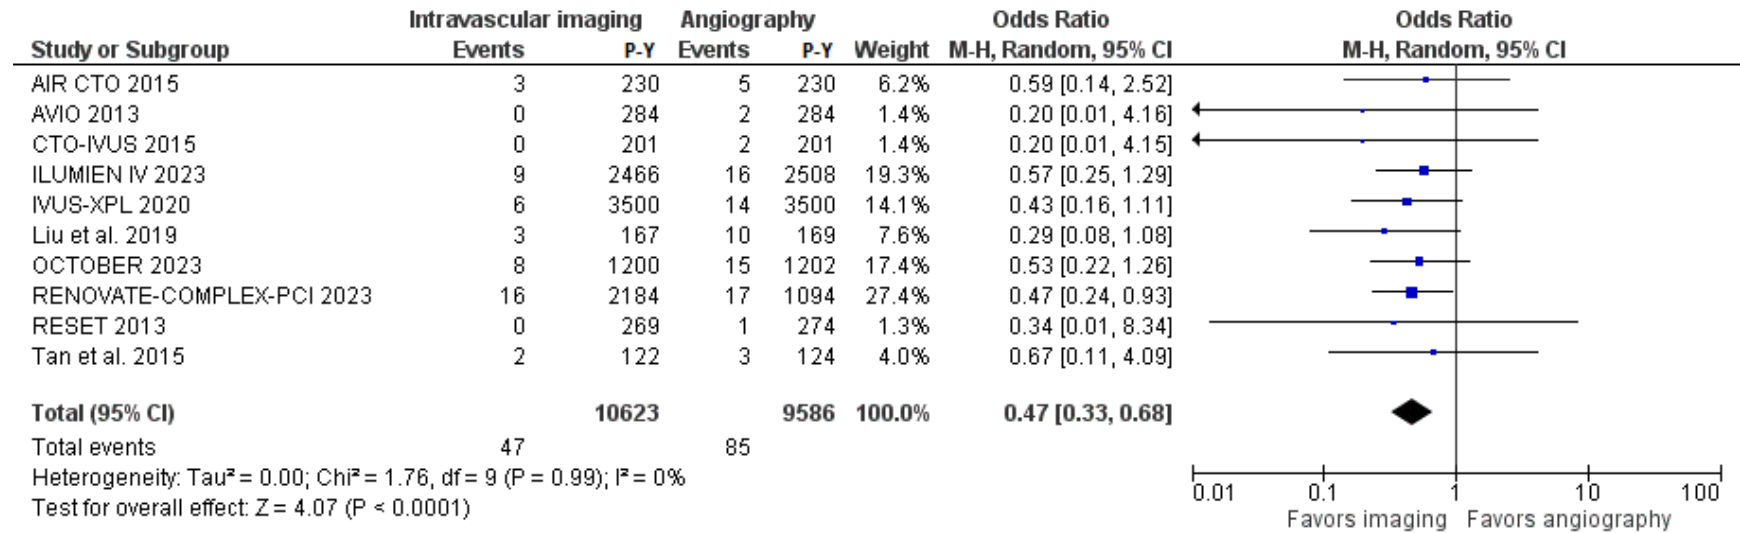 Intravascular imaging Angiography Odds Ratio Odds Ratio
Study or Subgroup Events P-Y Events P-Y Weight M-H, Random, 95% CI M-H, Random, 95% CI
AIR CTO 2015 3 230 5 230 6.2% 0.59 [0.14, 2.52]
AVIO 2013 0 284 2 284 1.4% 0.20 [0.01, 4.16]
CTO-IVUS 2015 0 201 2 201 1.4% 0.20 [0.01, 4.15]
ILUMIEN IV 2023 9 2466 16 2508 19.3% 0.57 [0.25, 1.29]
IVUS-XPL 2020 6 3500 14 3500 14.1% 0.43 [0.16, 1.11]
Liu et al. 2019 3 167 10 169 7.6% 0.29 [0.08, 1.08]
OCTOBER 2023 8 1200 15 1202 17.4% 0.53 [0.22, 1.26]
RENOVATE-COMPLEX-PCI 2023 16 2184 17 1094 27.4% 0.47 [0.24, 0.93]
RESET 2013 0 269 1 274 1.3% 0.34 [0.01, 8.34]
Tan et al. 2015 2 122 3 124 4.0% 0.67 [0.11, 4.09]
Total (95% CI) 10623 9586 100.0% 0.47 [0.33, 0.68]
Total events 47 85
Heterogeneity: Tau² = 0.00; Chi² = 1.76, df = 9 (P = 0.99); I² = 0%
Test for overall effect: Z = 4.07 (P < 0.0001)
0.01 0.1 1 10 100
Favors imaging Favors angiography